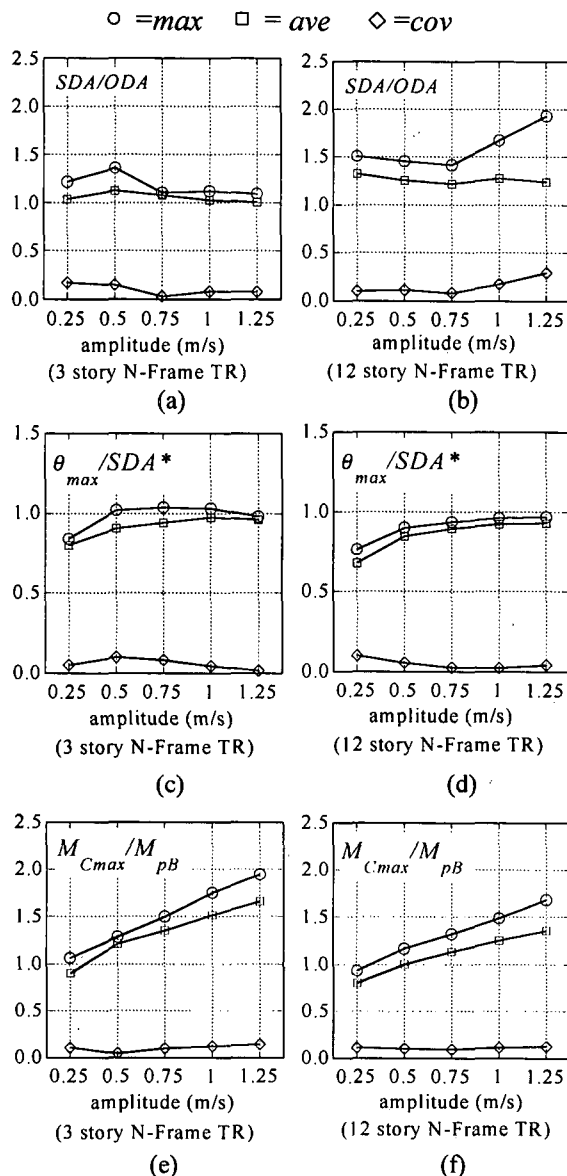 ○ =max □ = ave ◇ =cov
SDA/ODA
2.5
2.0
1.5
1.0
0.5
0.0
0.25 0.5 0.75 1 1.25
amplitude (m/s)
(3 story N-Frame TR)
(a)
SDA/ODA
2.5
2.0
1.5
1.0
0.5
0.0
0.25 0.5 0.75 1 1.25
amplitude (m/s)
(12 story N-Frame TR)
(b)
θmax/SDA*
1.5
1.0
0.5
0.0
0.25 0.5 0.75 1 1.25
amplitude (m/s)
(3 story N-Frame TR)
(c)
θmax/SDA*
1.5
1.0
0.5
0.0
0.25 0.5 0.75 1 1.25
amplitude (m/s)
(12 story N-Frame TR)
(d)
MCmax/MpB
2.5
2.0
1.5
1.0
0.5
0.0
0.25 0.5 0.75 1 1.25
amplitude (m/s)
(3 story N-Frame TR)
(e)
MCmax/MpB
2.5
2.0
1.5
1.0
0.5
0.0
0.25 0.5 0.75 1 1.25
amplitude (m/s)
(12 story N-Frame TR)
(f)